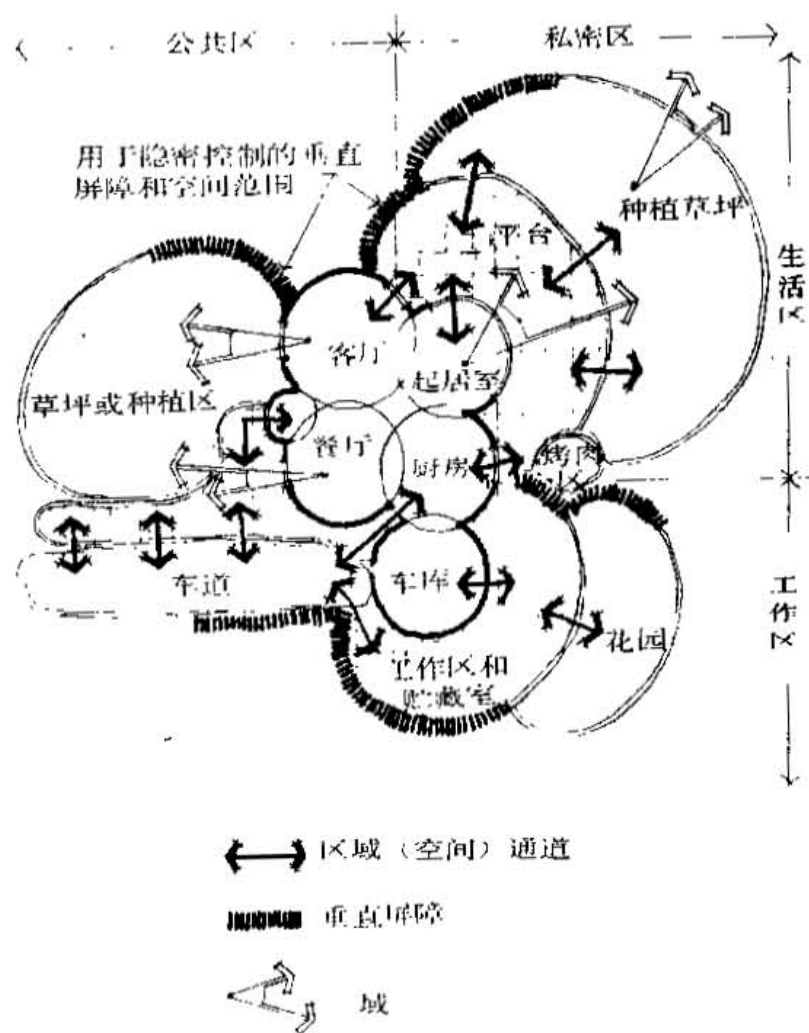 公共区
私密区
用于隐密控制的垂直
屏障和空间范围
种植草坪
平台
生活区
客厅
起居室
草坪或种植区
餐厅
厨房
烤肉
区
车道
车库
工作区
花园
工作区和
贮藏室
区域（空间）通道
垂直屏障
域